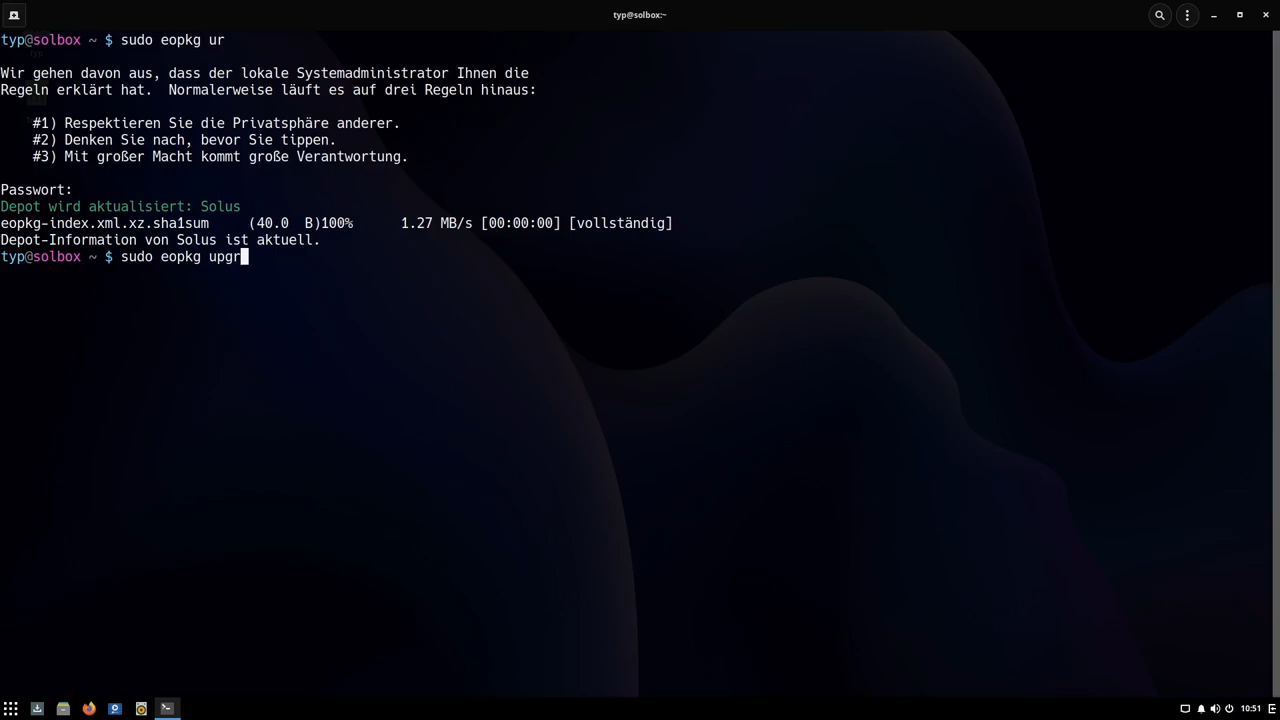 typ@solbox:~
typ@solbox ~ $ sudo eopkg ur
Wir gehen davon aus, dass der lokale Systemadministrator Ihnen die
Regeln erklärt hat.  Normalerweise läuft es auf drei Regeln hinaus:
#1) Respektieren Sie die Privatsphäre anderer.
#2) Denken Sie nach, bevor Sie tippen.
#3) Mit großer Macht kommt große Verantwortung.
Passwort:
Depot wird aktualisiert: Solus
eopkg-index.xml.xz.sha1sum     (40.0  B)100%      1.27 MB/s [00:00:00] [vollständig]
Depot-Information von Solus ist aktuell.
typ@solbox ~ $ sudo eopkg upgr
10:51